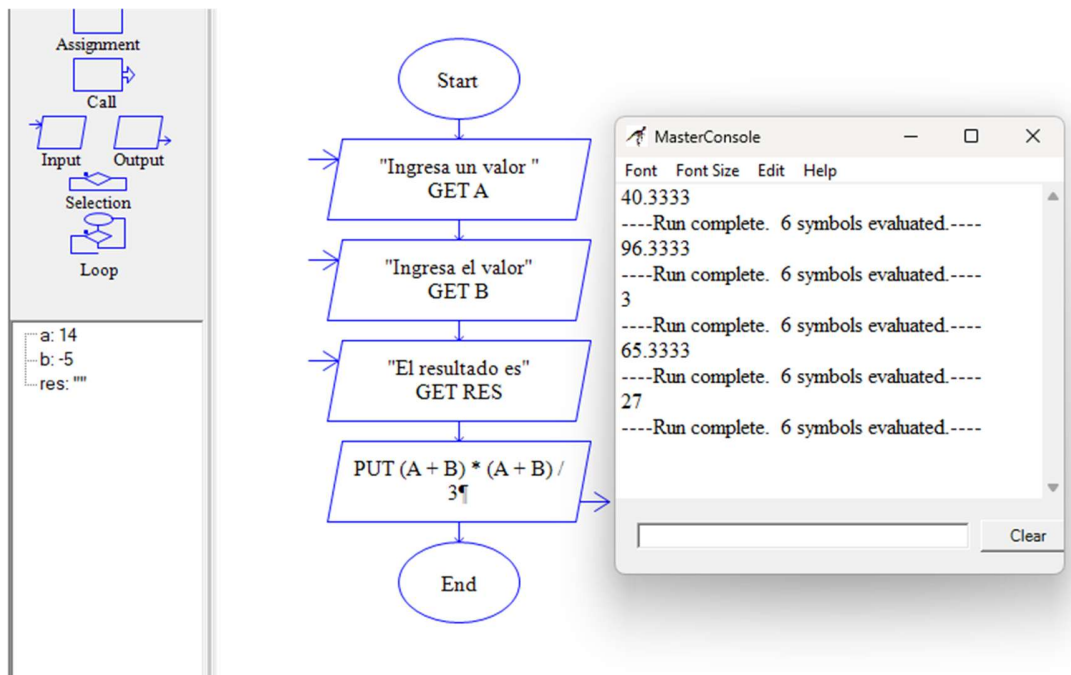 Assignment
Call
Input Output
Selection
Loop
a: 14
b: -5
res: ""
Start
"Ingresa un valor "
GET A
"Ingresa el valor"
GET B
"El resultado es"
GET RES
PUT (A + B) * (A + B) /
3¶
End
MasterConsole
Font Font Size Edit Help
40.3333
----Run complete. 6 symbols evaluated.----
96.3333
----Run complete. 6 symbols evaluated.----
3
----Run complete. 6 symbols evaluated.----
65.3333
----Run complete. 6 symbols evaluated.----
27
----Run complete. 6 symbols evaluated.----
Clear